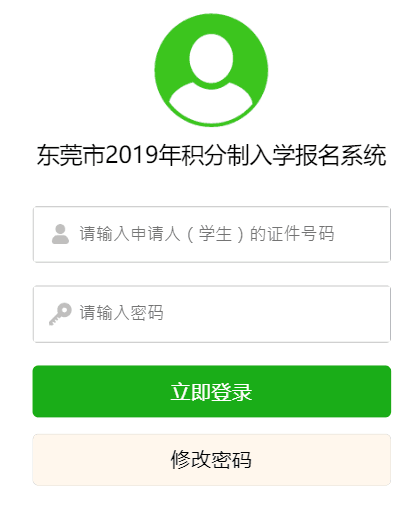 东莞市2019年积分制入学报名系统
请输入申请人（学生）的证件号码
请输入密码
立即登录
修改密码